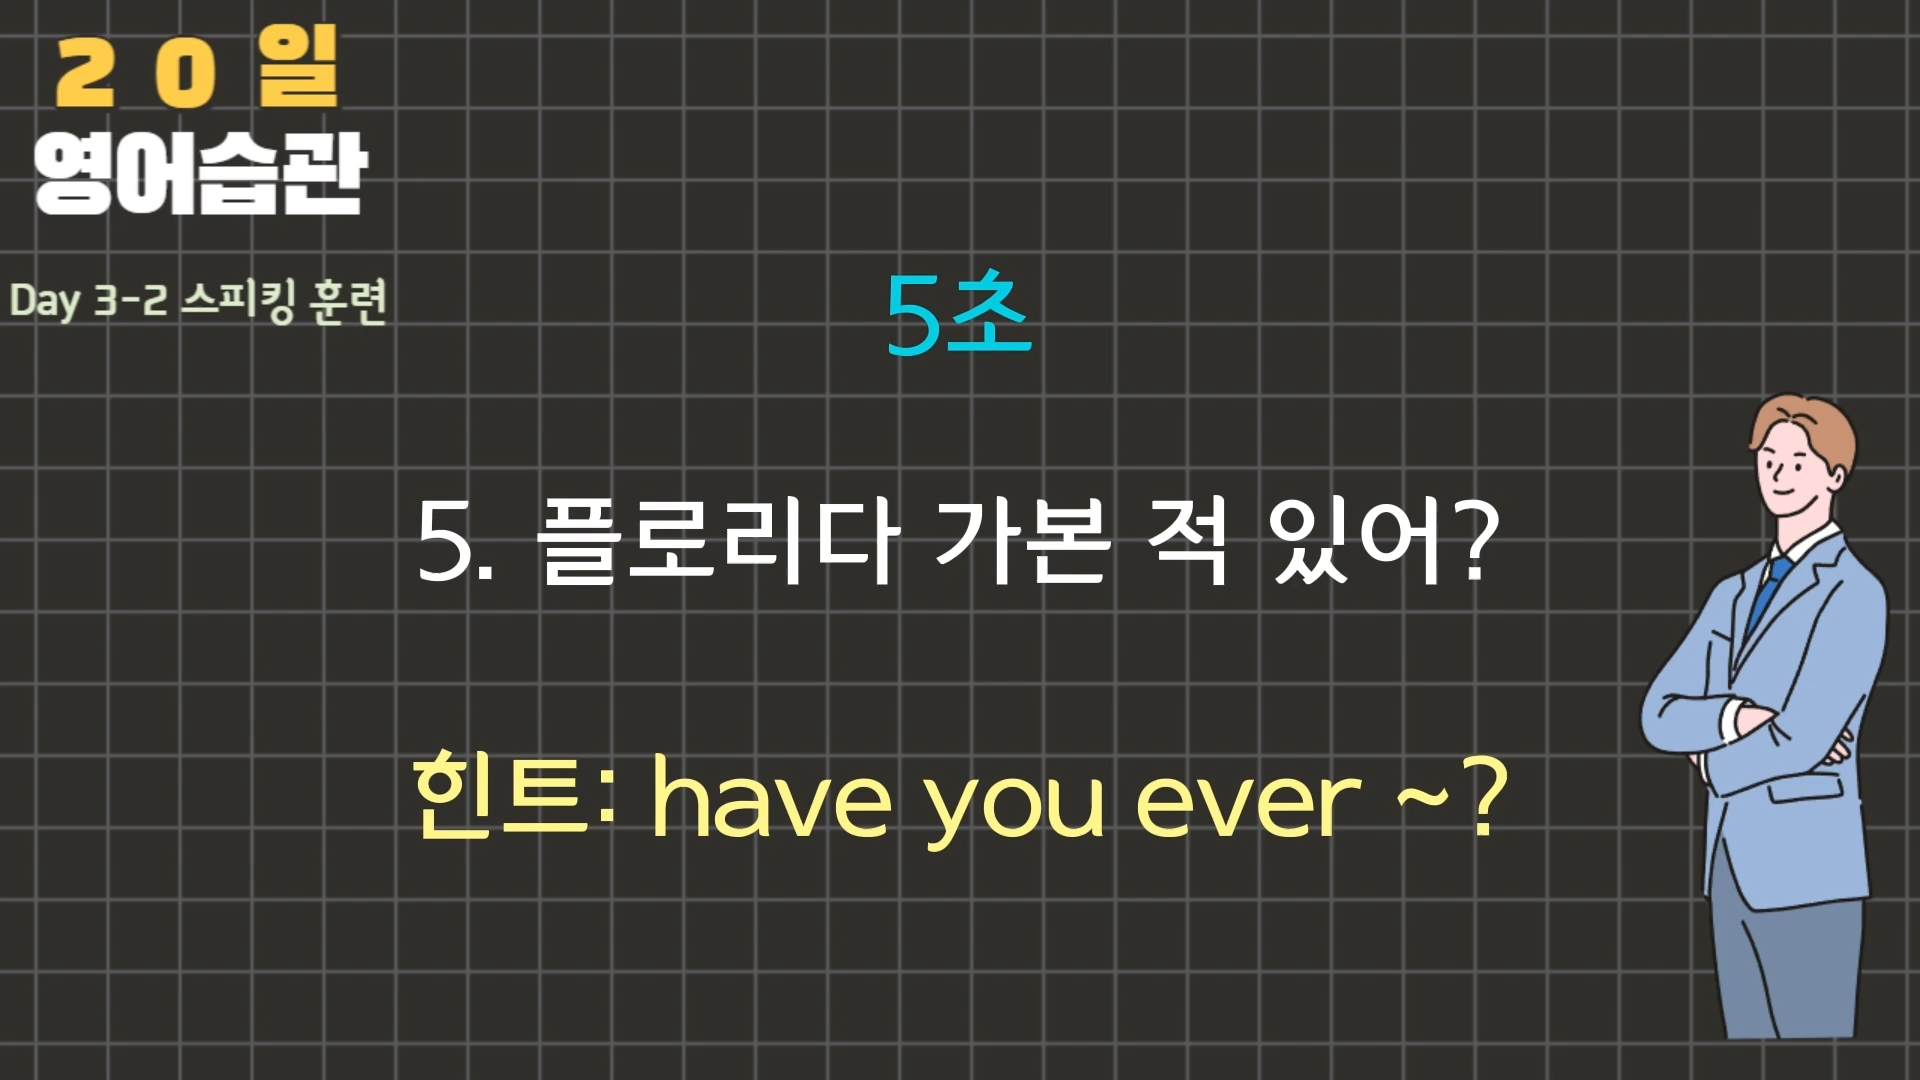 20일
영어습관
Day 3-2 스피킹 훈련
5초
5. 플로리다 가본 적 있어?
힌트: have you ever ~?